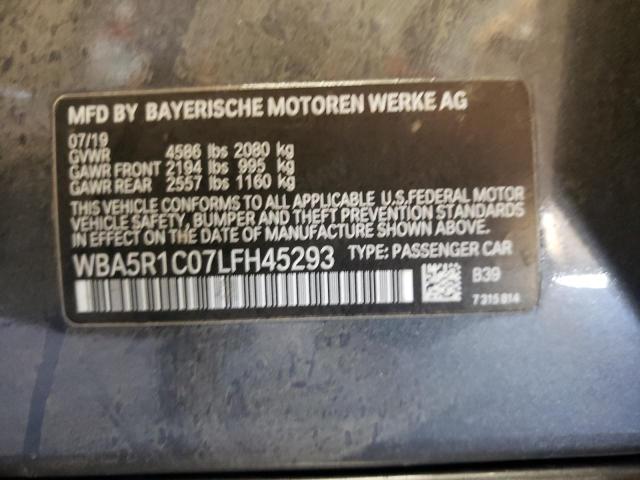 MFD BY BAYERISCHE MOTOREN WERKE AG
07/19
GVWR 4586 lbs 2080 kg
GAWR FRONT 2194 lbs 995 kg
GAWR REAR 2557 lbs 1160 kg
THIS VEHICLE CONFORMS TO ALL APPLICABLE U.S.FEDERAL MOTOR
VEHICLE SAFETY, BUMPER AND THEFT PREVENTION STANDARDS
IN EFFECT ON THE DATE OF MANUFACTURE SHOWN ABOVE.
WBA5R1C07LFH45293 TYPE: PASSENGER CAR
B39
7315814